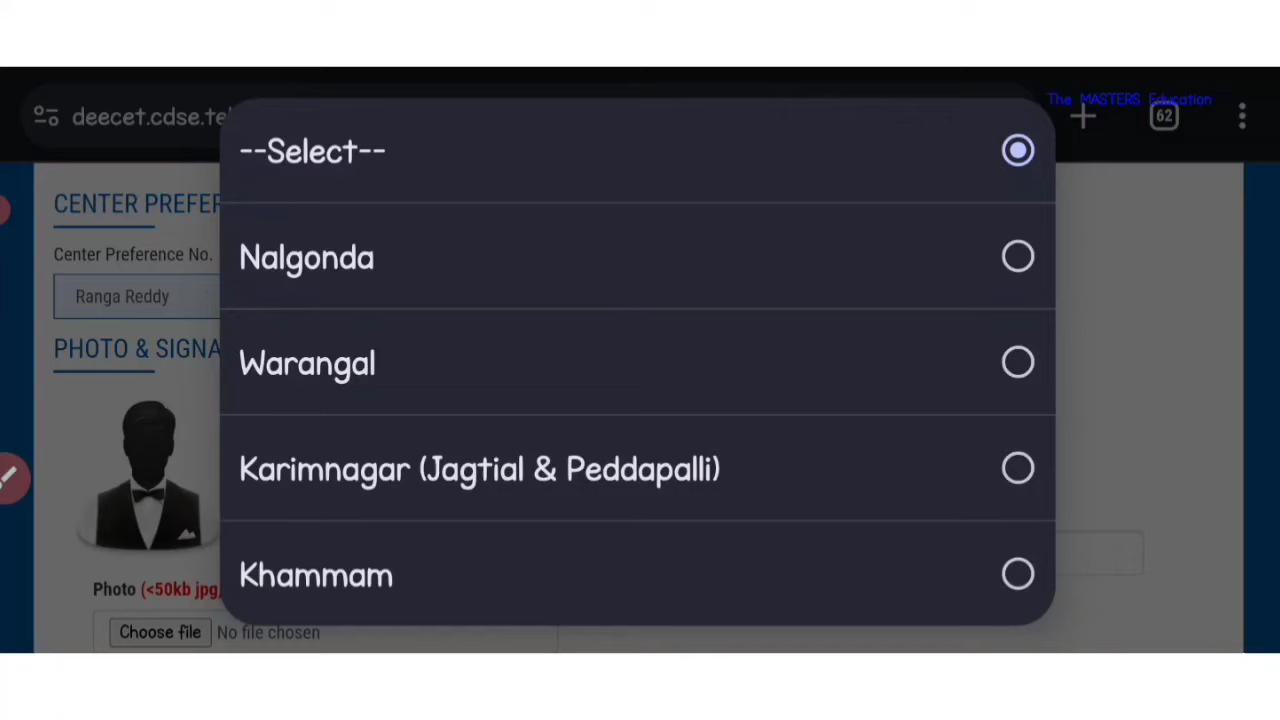 The MASTERS Education
deecet.cdse.te
62
--Select--
CENTER PREFER
Nalgonda
Center Preference No.
Ranga Reddy
PHOTO & SIGNA
Warangal
Karimnagar (Jagtial & Peddapalli)
Khammam
Photo (<50kb jpg)
Choose file No file chosen